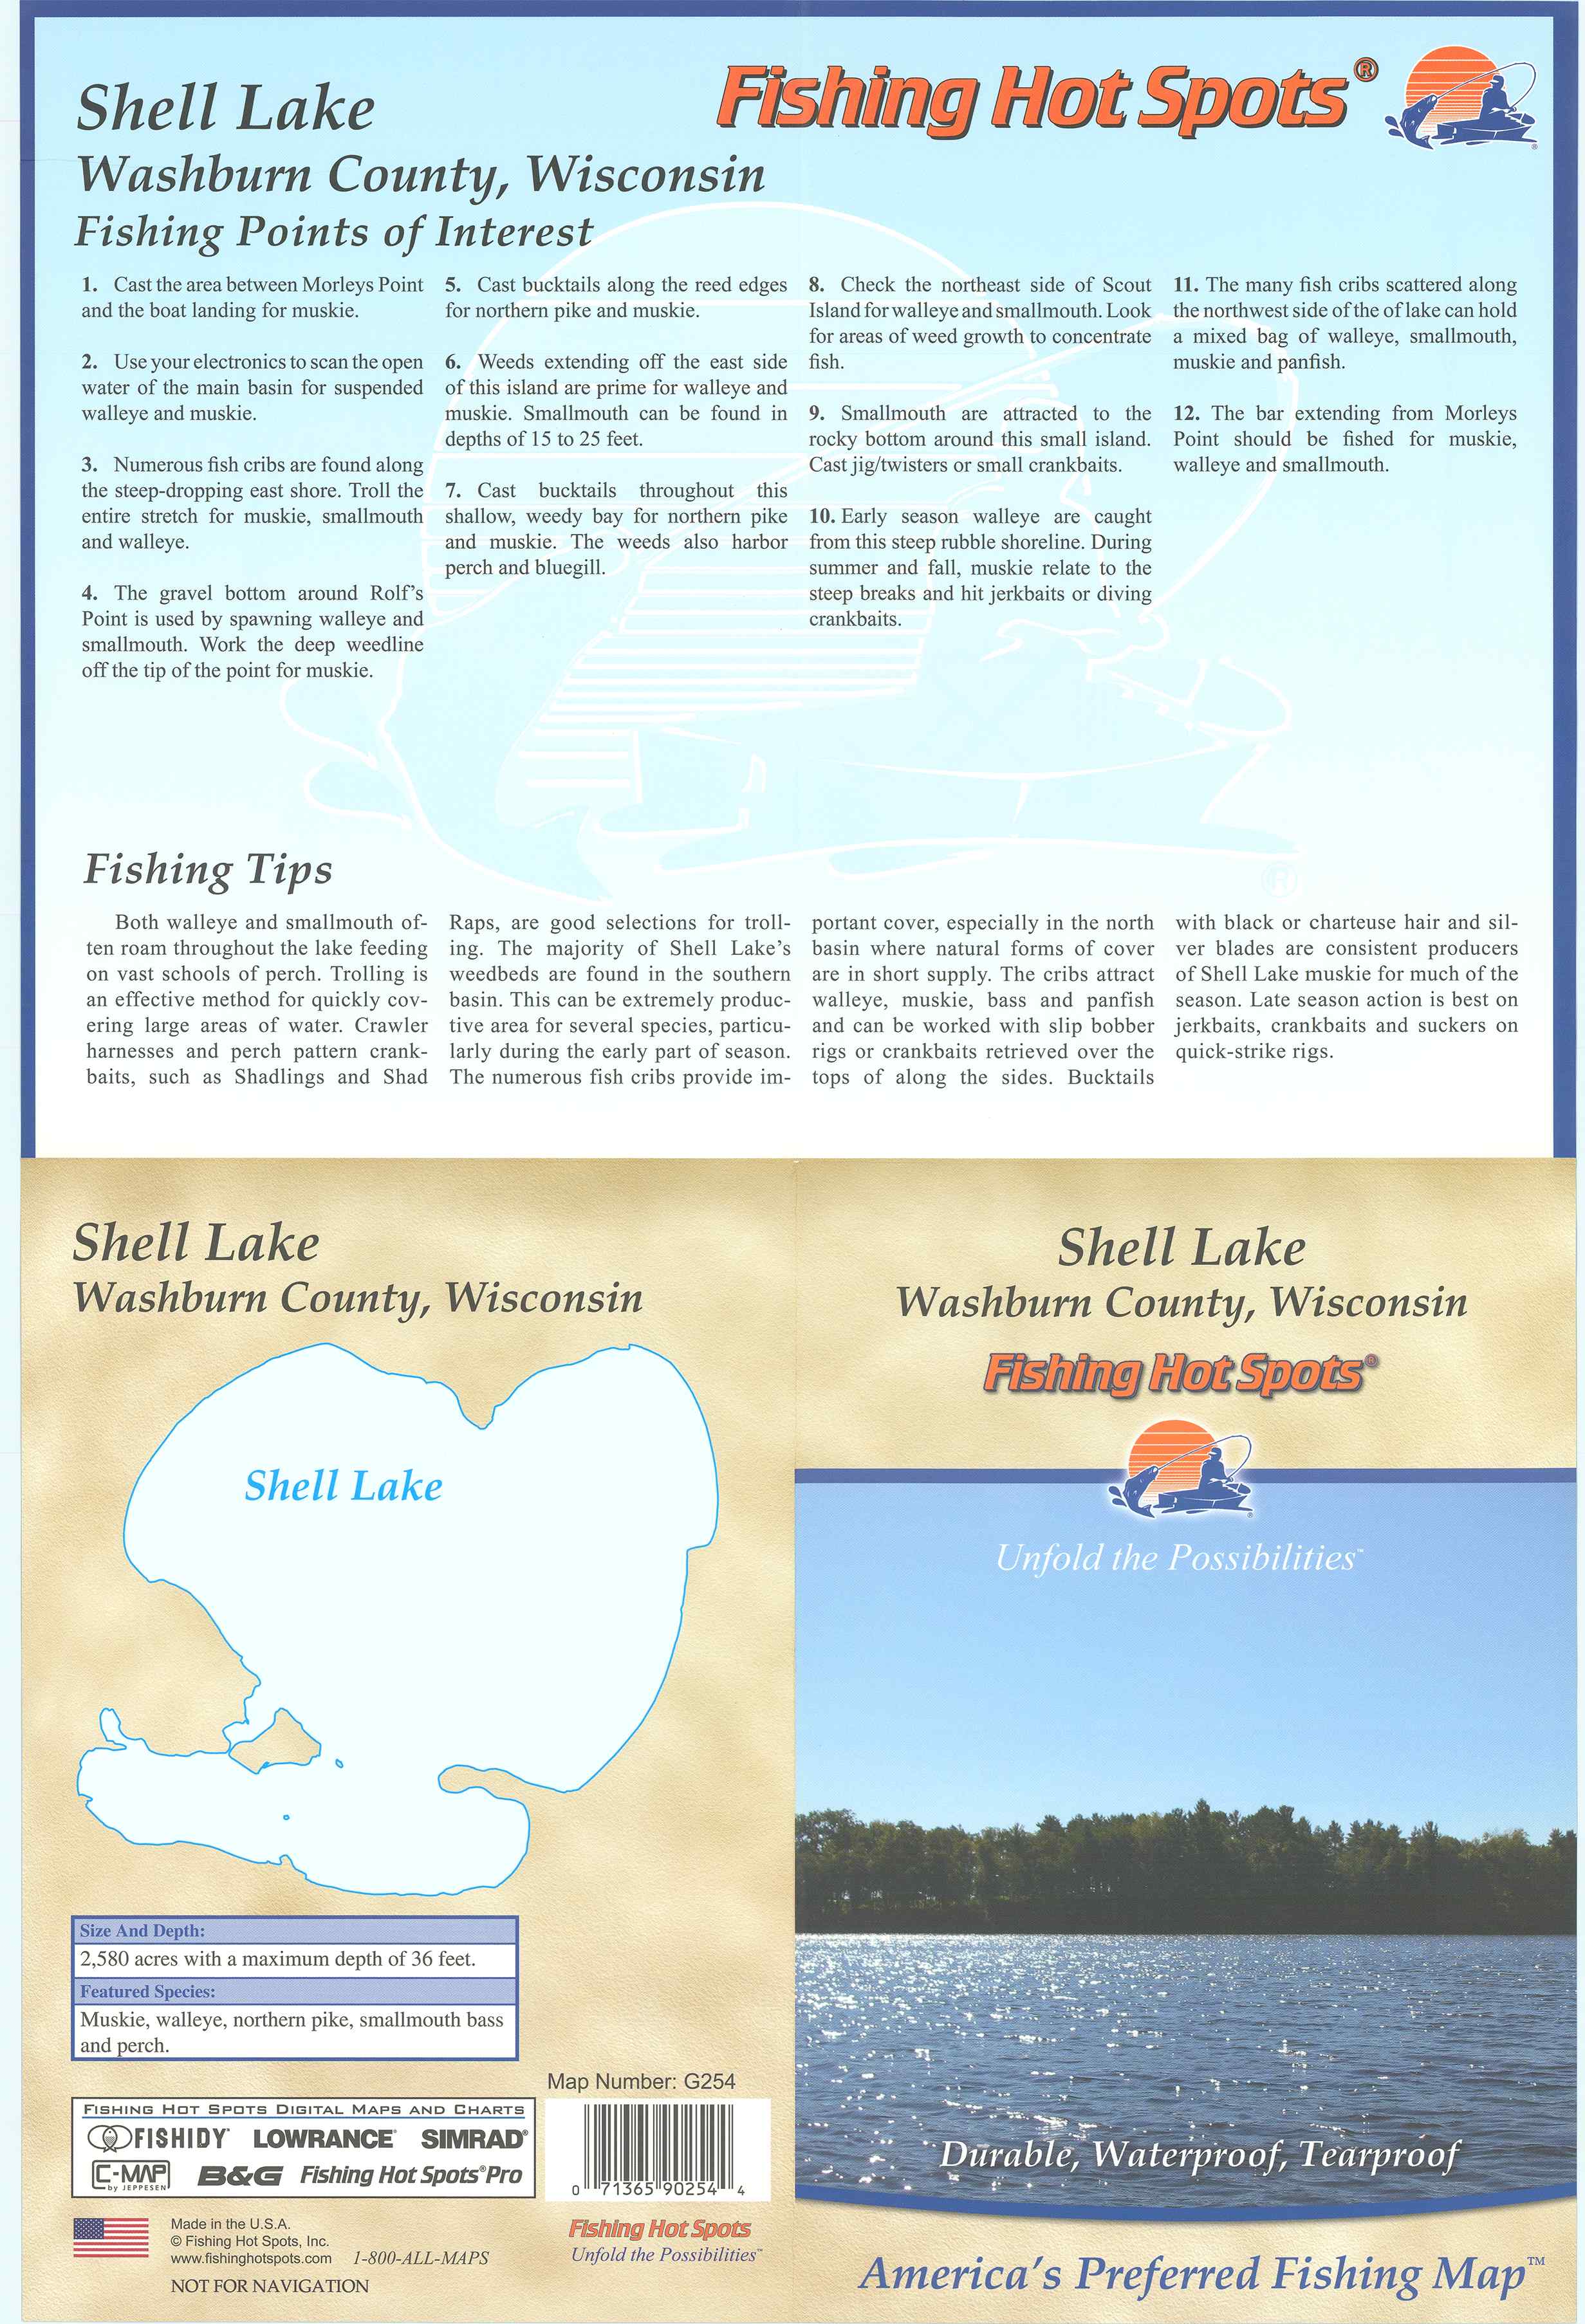 Shell Lake
Washburn County, Wisconsin
Fishing Points of Interest
Fishing Hot Spots®
1. Cast the area between Morleys Point
and the boat landing for muskie.
2. Use your electronics to scan the open
water of the main basin for suspended
walleye and muskie.
3. Numerous fish cribs are found along
the steep-dropping east shore. Troll the
entire stretch for muskie, smallmouth
and walleye.
4. The gravel bottom around Rolf's
Point is used by spawning walleye and
smallmouth. Work the deep weedline
off the tip of the point for muskie.
5. Cast bucktails along the reed edges
for northern pike and muskie.
6. Weeds extending off the east side
of this island are prime for walleye and
muskie. Smallmouth can be found in
depths of 15 to 25 feet.
7. Cast bucktails throughout this
shallow, weedy bay for northern pike
and muskie. The weeds also harbor
perch and bluegill.
8. Check the northeast side of Scout
Island for walleye and smallmouth. Look
for areas of weed growth to concentrate
fish.
9. Smallmouth are attracted to the
rocky bottom around this small island.
Cast jig/twisters or small crankbaits.
10. Early season walleye are caught
from this steep rubble shoreline. During
summer and fall, muskie relate to the
steep breaks and hit jerkbaits or diving
crankbaits.
11. The many fish cribs scattered along
the northwest side of the of lake can hold
a mixed bag of walleye, smallmouth,
muskie and panfish.
12. The bar extending from Morleys
Point should be fished for muskie,
walleye and smallmouth.
Fishing Tips
Both walleye and smallmouth of-
ten roam throughout the lake feeding
on vast schools of perch. Trolling is
an effective method for quickly cov-
ering large areas of water. Crawler
harnesses and perch pattern crank-
baits, such as Shadlings and Shad
Raps, are good selections for troll-
ing. The majority of Shell Lake's
weedbeds are found in the southern
basin. This can be extremely produc-
tive area for several species, particu-
larly during the early part of season.
The numerous fish cribs provide im-
portant cover, especially in the north
basin where natural forms of cover
are in short supply. The cribs attract
walleye, muskie, bass and panfish
and can be worked with slip bobber
rigs or crankbaits retrieved over the
tops of along the sides. Bucktails
with black or charteuse hair and sil-
ver blades are consistent producers
of Shell Lake muskie for much of the
season. Late season action is best on
jerkbaits, crankbaits and suckers on
quick-strike rigs.
Shell Lake
Washburn County, Wisconsin
Shell Lake
Size And Depth:
2,580 acres with a maximum depth of 36 feet.
Featured Species:
Muskie, walleye, northern pike, smallmouth bass
and perch.
Map Number: G254
FISHING HOT SPOTS DIGITAL MAPS AND CHARTS
FISHIDY LOWRANCE SIMRAD®
C-MAP by JEPPESEN B&G Fishing Hot Spots® Pro
0 71365 90254 4
Made in the U.S.A.
© Fishing Hot Spots, Inc.
www.fishinghotspots.com 1-800-ALL-MAPS
NOT FOR NAVIGATION
Fishing Hot Spots
Unfold the Possibilities™
Shell Lake
Washburn County, Wisconsin
Fishing Hot Spots®
Unfold the Possibilities™
Durable, Waterproof, Tearproof
America's Preferred Fishing Map™